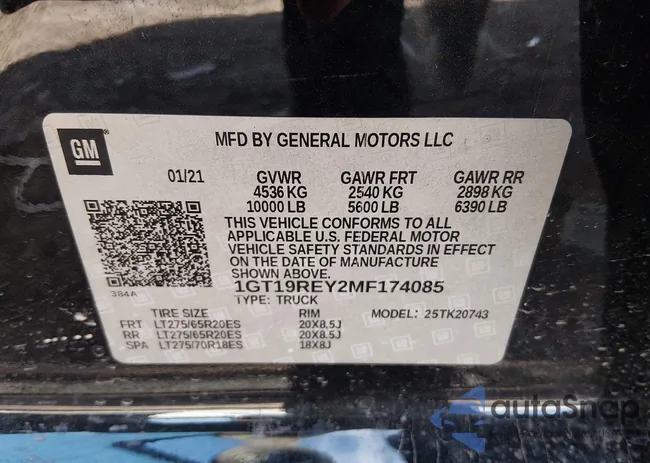 GM
MFD BY GENERAL MOTORS LLC
01/21 GVWR GAWR FRT GAWR RR
4536 KG 2540 KG 2898 KG
10000 LB 5600 LB 6390 LB
THIS VEHICLE CONFORMS TO ALL
APPLICABLE U.S. FEDERAL MOTOR
VEHICLE SAFETY STANDARDS IN EFFECT
ON THE DATE OF MANUFACTURE SHOWN ABOVE.
384A 1GT19REY2MF174085
TYPE: TRUCK
TIRE SIZE RIM MODEL: 25TK20743
FRT LT275/65R20ES 20X8.5J
RR LT275/65R20ES 20X8.5J
SPA LT275/70R18ES 18X8J
autoSnap